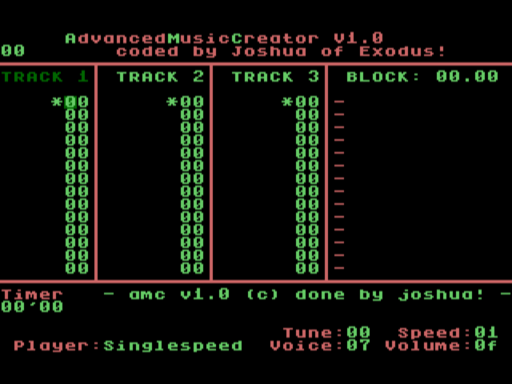 AdvancedMusicCreator V1.0
00 coded by Joshua of Exodus!
TRACK 1 TRACK 2 TRACK 3 BLOCK: 00.00
*00 *00 *00 -
00 00 00 -
00 00 00 -
00 00 00 -
00 00 00 -
00 00 00 -
00 00 00 -
00 00 00 -
00 00 00 -
00 00 00 -
00 00 00 -
00 00 00 -
00 00 00 -
00 00 00 -
Timer - amc v1.0 (c) done by joshua! -
00'00
Tune:00 Speed:01
Player:Singlespeed Voice:07 Volume:0f